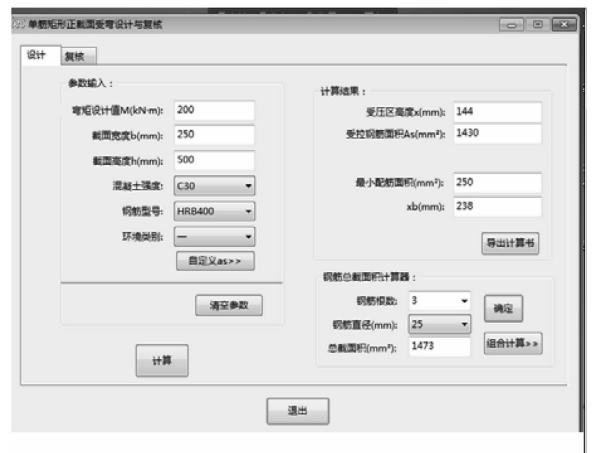 单筋矩形正截面受弯设计与复核
设计
复核
参数输入：
弯矩设计值M(kN·m):
200
截面宽度b(mm):
250
截面高度h(mm):
500
混凝土强度:
C30
钢筋型号:
HRB400
环境类别:
一
自定义as>>
清空参数
计算
计算结果：
受压区高度x(mm):
144
受拉钢筋面积As(mm²):
1430
最小配筋面积(mm²):
250
xb(mm):
238
导出计算书
钢筋总截面积计算器：
钢筋根数:
3
确定
钢筋直径(mm):
25
总截面积(mm²):
1473
组合计算>>
退出